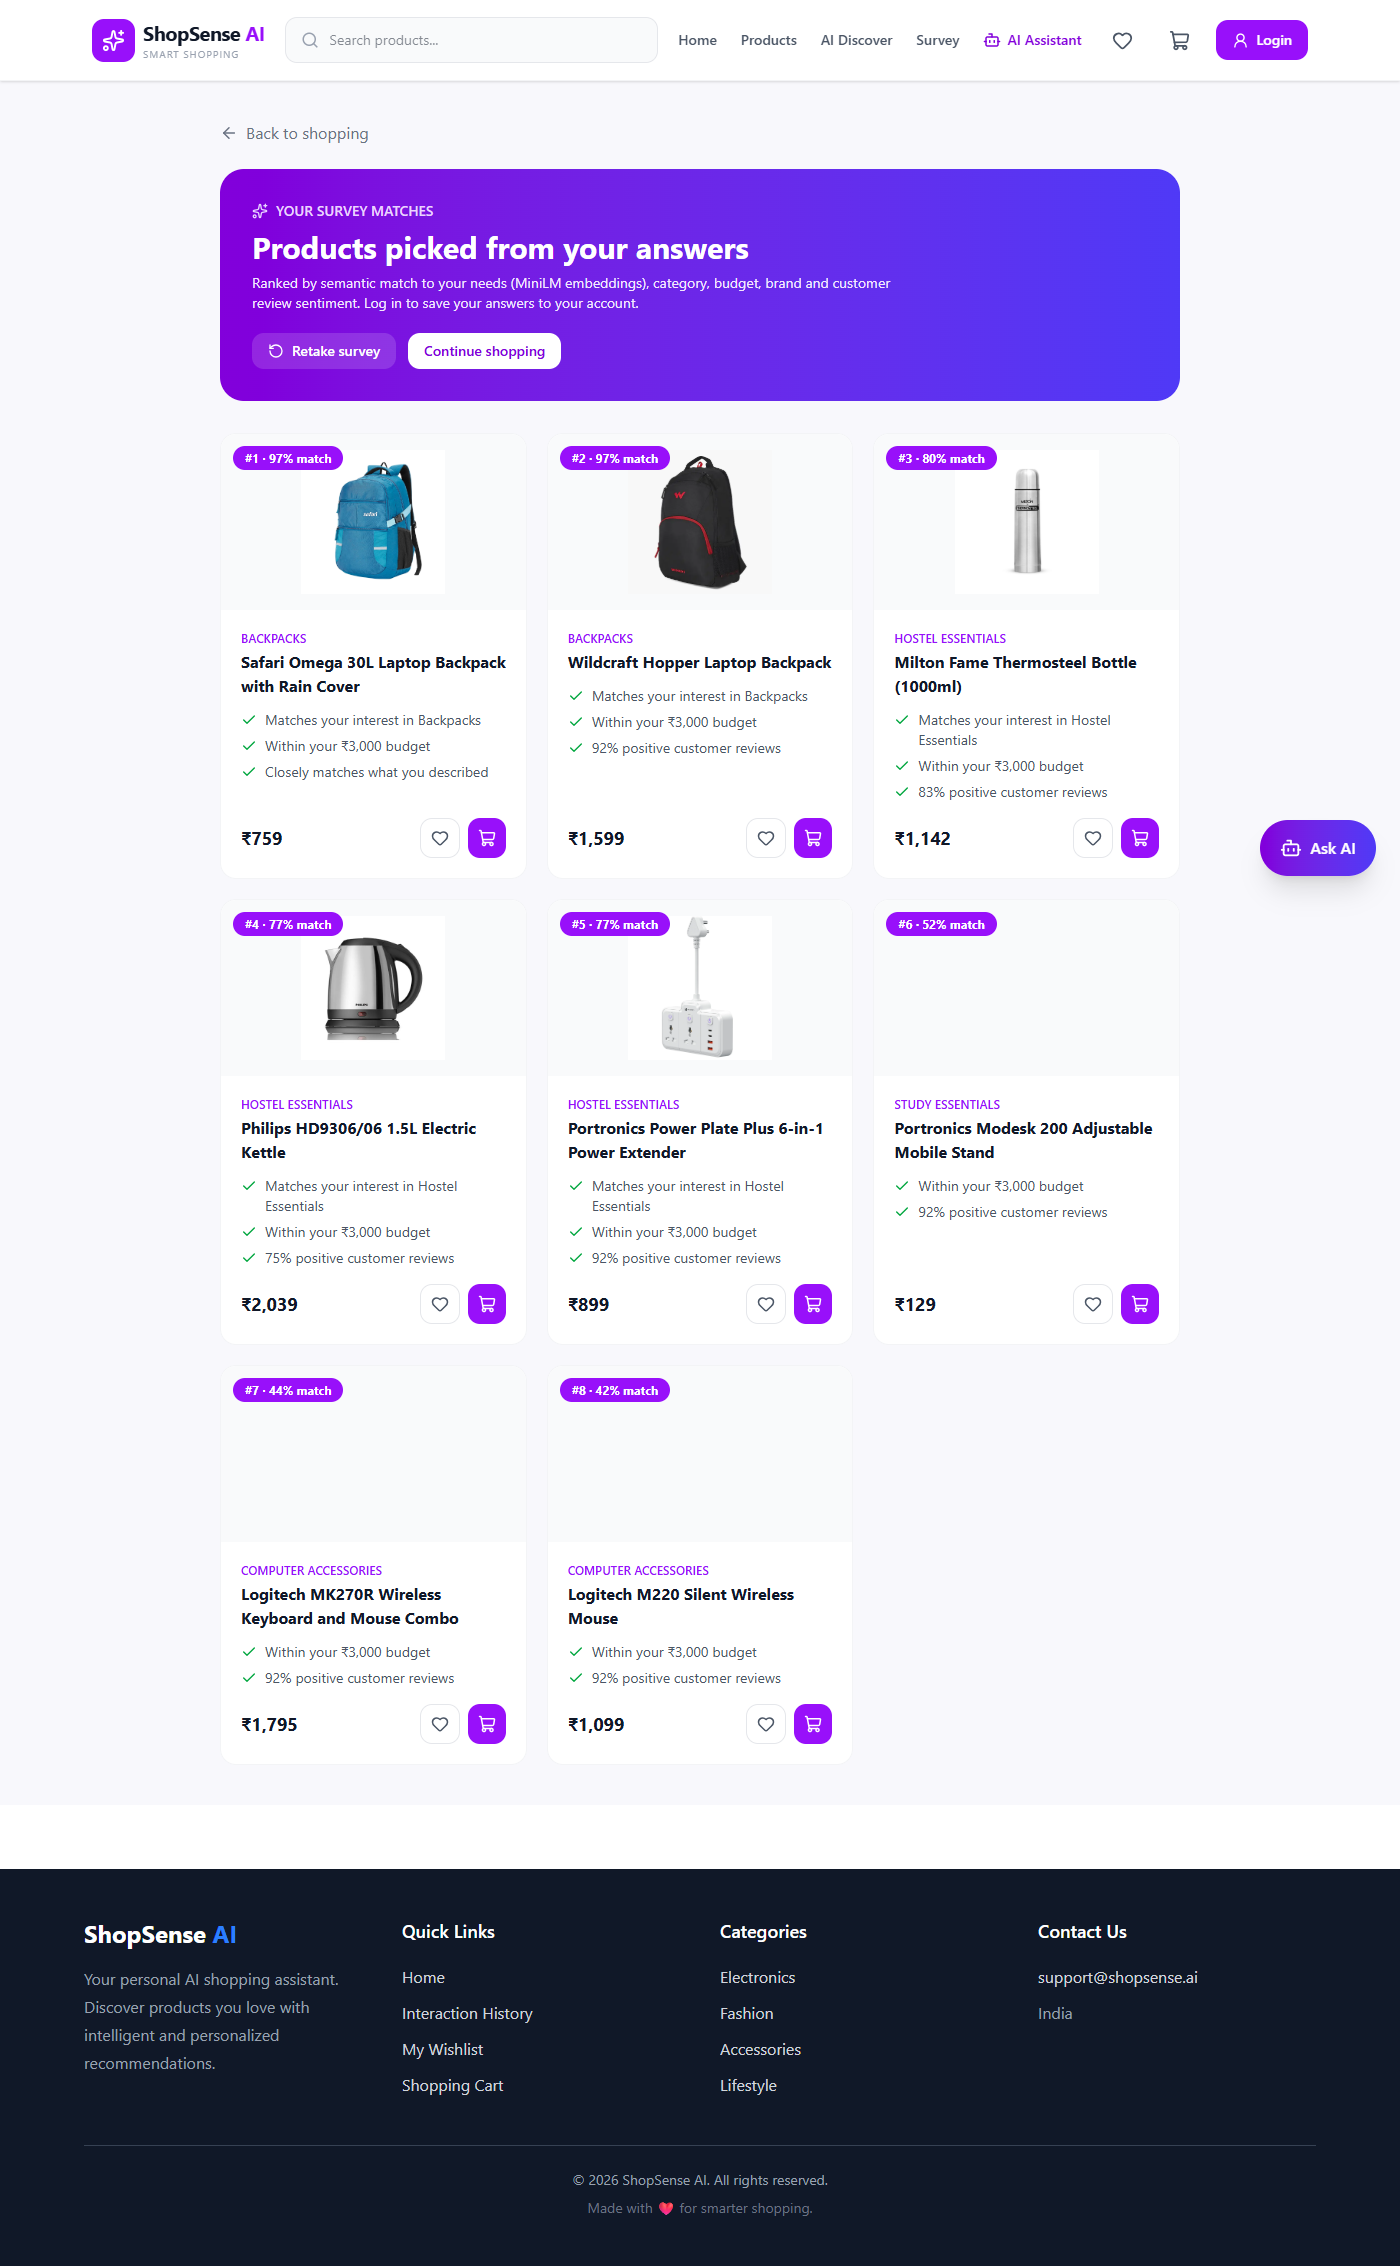 ShopSense AI
SMART SHOPPING
Search products...
Home
Products
AI Discover
Survey
AI Assistant
Login
Back to shopping
YOUR SURVEY MATCHES
Products picked from your answers
Ranked by semantic match to your needs (MiniLM embeddings), category, budget, brand and customer
review sentiment. Log in to save your answers to your account.
Retake survey
Continue shopping
#1 · 97% match
safari
BACKPACKS
Safari Omega 30L Laptop Backpack
with Rain Cover
Matches your interest in Backpacks
Within your ₹3,000 budget
Closely matches what you described
₹759
#2 · 97% match
BACKPACKS
Wildcraft Hopper Laptop Backpack
Matches your interest in Backpacks
Within your ₹3,000 budget
92% positive customer reviews
₹1,599
#3 · 80% match
HOSTEL ESSENTIALS
Milton Fame Thermosteel Bottle
(1000ml)
Matches your interest in Hostel
Essentials
Within your ₹3,000 budget
83% positive customer reviews
₹1,142
Ask AI
#4 · 77% match
PHILIPS
HOSTEL ESSENTIALS
Philips HD9306/06 1.5L Electric
Kettle
Matches your interest in Hostel
Essentials
Within your ₹3,000 budget
75% positive customer reviews
₹2,039
#5 · 77% match
HOSTEL ESSENTIALS
Portronics Power Plate Plus 6-in-1
Power Extender
Matches your interest in Hostel
Essentials
Within your ₹3,000 budget
92% positive customer reviews
₹899
#6 · 52% match
STUDY ESSENTIALS
Portronics Modesk 200 Adjustable
Mobile Stand
Within your ₹3,000 budget
92% positive customer reviews
₹129
#7 · 44% match
COMPUTER ACCESSORIES
Logitech MK270R Wireless
Keyboard and Mouse Combo
Within your ₹3,000 budget
92% positive customer reviews
₹1,795
#8 · 42% match
COMPUTER ACCESSORIES
Logitech M220 Silent Wireless
Mouse
Within your ₹3,000 budget
92% positive customer reviews
₹1,099
ShopSense AI
Your personal AI shopping assistant.
Discover products you love with
intelligent and personalized
recommendations.
Quick Links
Home
Interaction History
My Wishlist
Shopping Cart
Categories
Electronics
Fashion
Accessories
Lifestyle
Contact Us
support@shopsense.ai
India
© 2026 ShopSense AI. All rights reserved.
Made with ❤️ for smarter shopping.